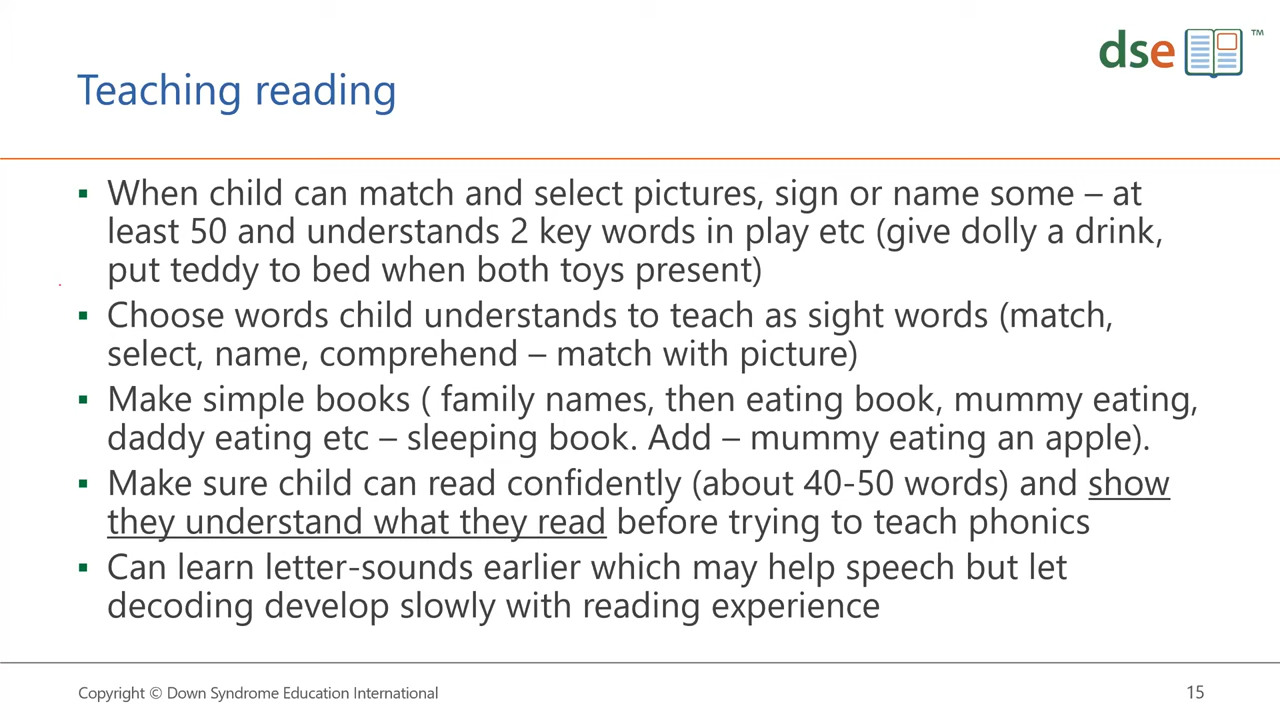 dse ™
Teaching reading
▪ When child can match and select pictures, sign or name some – at
least 50 and understands 2 key words in play etc (give dolly a drink,
put teddy to bed when both toys present)
▪ Choose words child understands to teach as sight words (match,
select, name, comprehend – match with picture)
▪ Make simple books ( family names, then eating book, mummy eating,
daddy eating etc – sleeping book. Add – mummy eating an apple).
▪ Make sure child can read confidently (about 40-50 words) and show
they understand what they read before trying to teach phonics
▪ Can learn letter-sounds earlier which may help speech but let
decoding develop slowly with reading experience
Copyright © Down Syndrome Education International
15